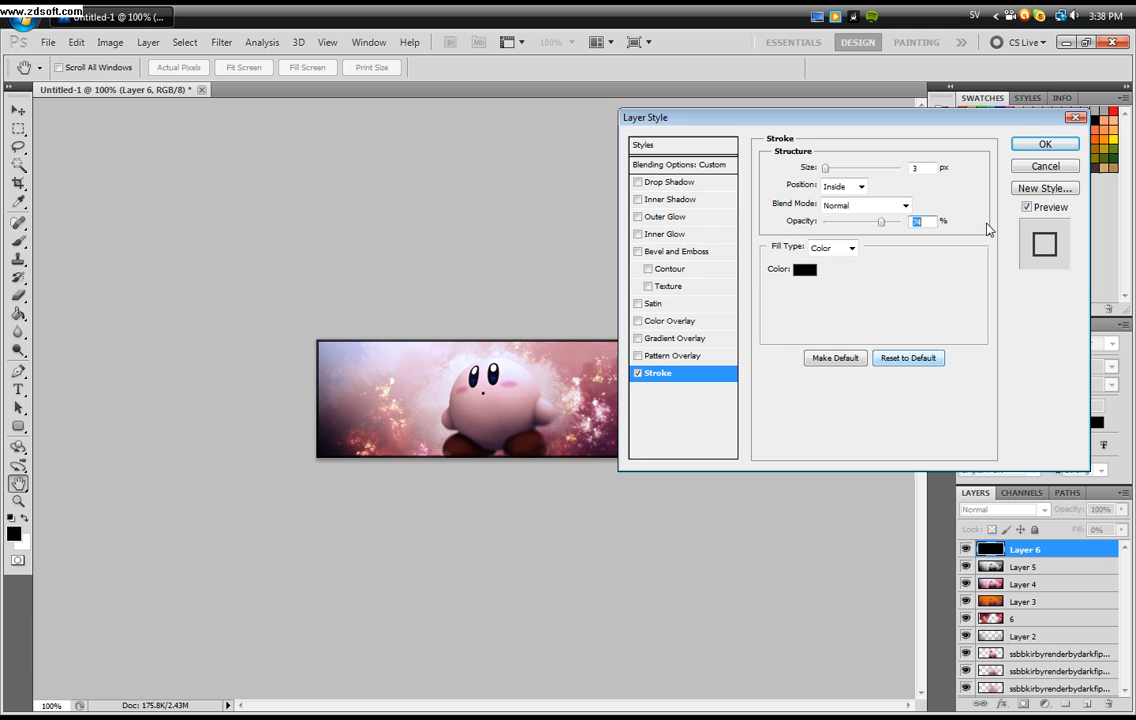 www.zdsoft.com
Untitled-1 @ 100% (...
SV
3:38 PM
Ps File Edit Image Layer Select Filter Analysis 3D View Window Help Br Mb 100% ESSENTIALS DESIGN PAINTING CS Live
Scroll All Windows Actual Pixels Fit Screen Fill Screen Print Size
Untitled-1 @ 100% (Layer 6, RGB/8) *
SWATCHES STYLES INFO
Layer Style
Styles
Blending Options: Custom
Drop Shadow
Inner Shadow
Outer Glow
Inner Glow
Bevel and Emboss
Contour
Texture
Satin
Color Overlay
Gradient Overlay
Pattern Overlay
Stroke
Stroke
Structure
Size: 3 px
Position: Inside
Blend Mode: Normal
Opacity: 74 %
Fill Type: Color
Color:
Make Default Reset to Default
OK
Cancel
New Style...
Preview
LAYERS CHANNELS PATHS
Normal Opacity: 100%
Lock: Fill: 0%
Layer 6
Layer 5
Layer 4
Layer 3
6
Layer 2
ssbbkirbyrenderbydarkfip...
ssbbkirbyrenderbydarkfip...
ssbbkirbyrenderbydarkfip...
100% Doc: 175.8K/2.43M